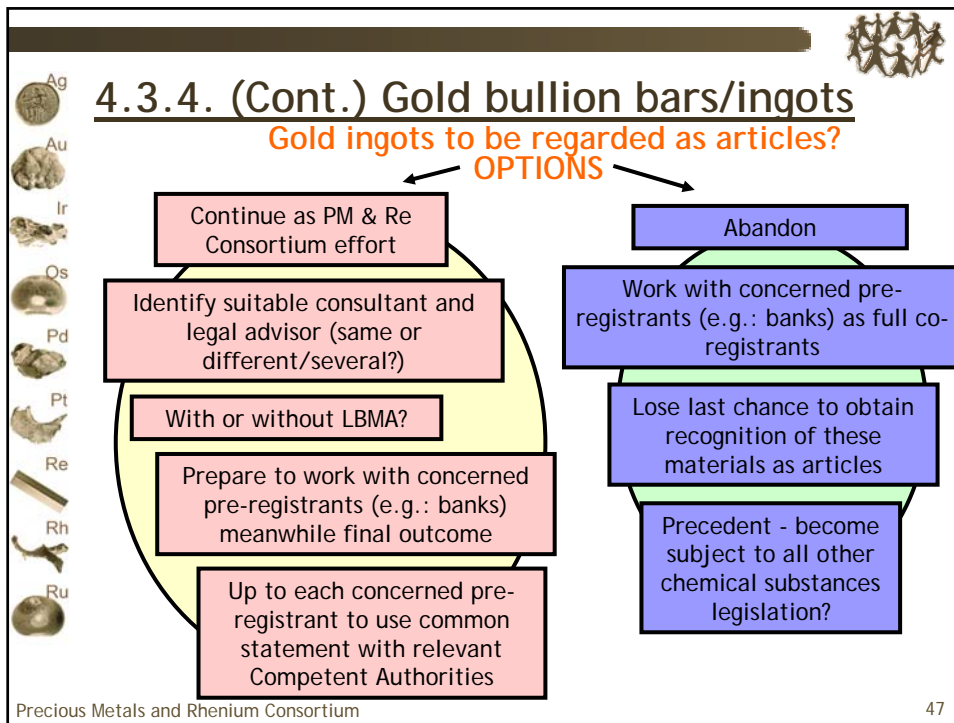 4.3.4. (Cont.) Gold bullion bars/ingots
Gold ingots to be regarded as articles?
OPTIONS
Ag
Au
Ir
Os
Pd
Pt
Re
Rh
Ru
Continue as PM & Re
Consortium effort
Identify suitable consultant and
legal advisor (same or
different/several?)
With or without LBMA?
Prepare to work with concerned
pre-registrants (e.g.: banks)
meanwhile final outcome
Up to each concerned pre-
registrant to use common
statement with relevant
Competent Authorities
Abandon
Work with concerned pre-
registrants (e.g.: banks) as full co-
registrants
Lose last chance to obtain
recognition of these
materials as articles
Precedent - become
subject to all other
chemical substances
legislation?
Precious Metals and Rhenium Consortium
47